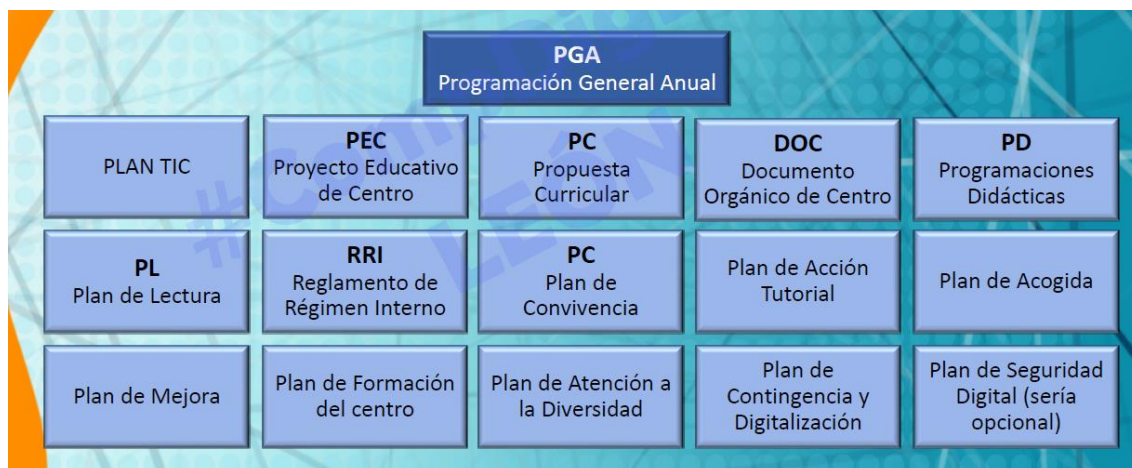 PGA
Programación General Anual
PLAN TIC
PEC
Proyecto Educativo
de Centro
PC
Propuesta
Curricular
DOC
Documento
Orgánico de Centro
PD
Programaciones
Didácticas
PL
Plan de Lectura
RRI
Reglamento de
Régimen Interno
PC
Plan de
Convivencia
Plan de Acción
Tutorial
Plan de Acogida
Plan de Mejora
Plan de Formación
del centro
Plan de Atención a
la Diversidad
Plan de
Contingencia y
Digitalización
Plan de Seguridad
Digital (sería
opcional)
LEÓN